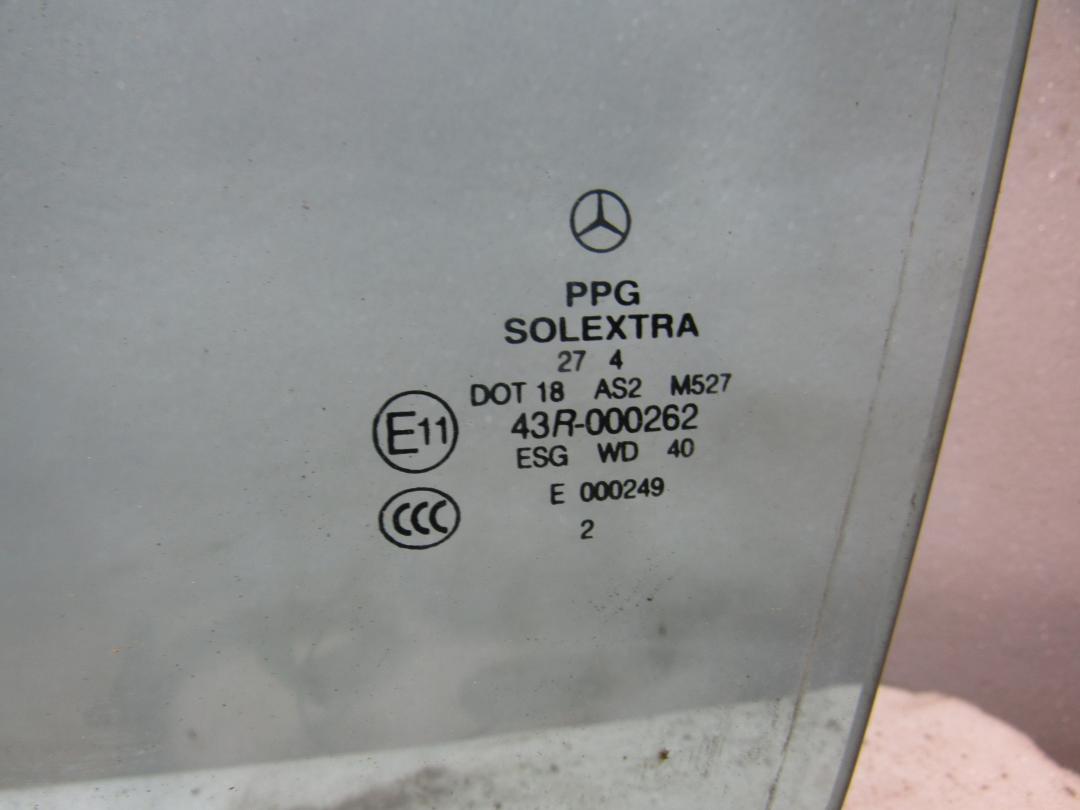 PPG
SOLEXTRA
27 4
DOT 18 AS2 M527
E11 43R-000262
ESG WD 40
CCC E 000249
2